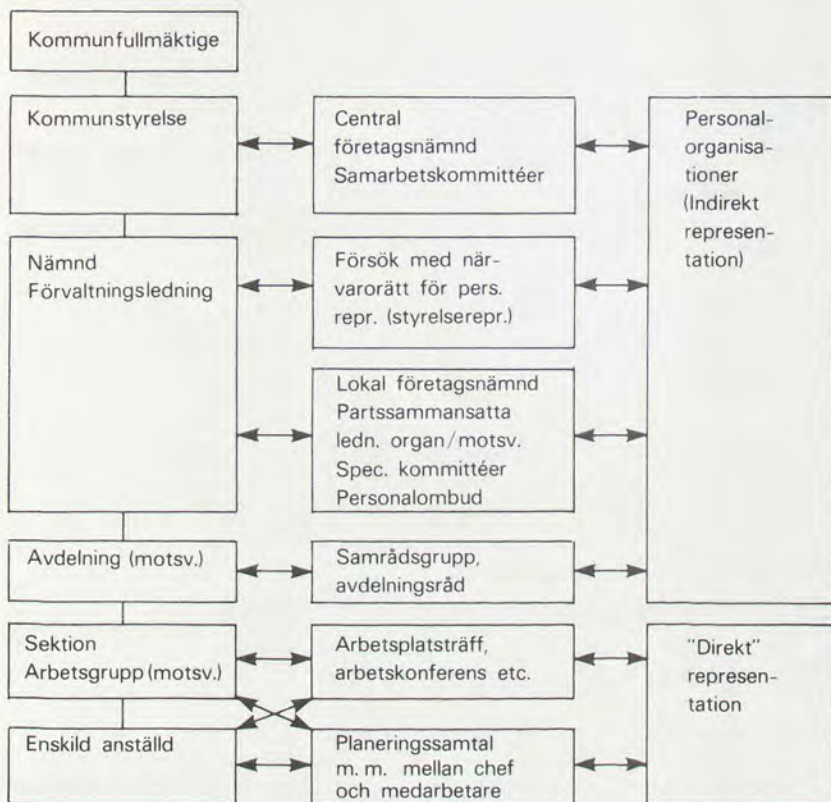 Kommunfullmäktige
Kommunstyrelse
Central
företagsnämnd
Samarbetskommittéer
Personal-
organisa-
tioner
(Indirekt
represen-
tation)
Nämnd
Förvaltningsledning
Försök med när-
varorätt för pers.
repr. (styrelserepr.)
Lokal företagsnämnd
Partssammansatta
ledn. organ/motsv.
Spec. kommittéer
Personalombud
Avdelning (motsv.)
Samrådsgrupp,
avdelningsråd
Sektion
Arbetsgrupp (motsv.)
Arbetsplatsträff,
arbetskonferens etc.
"Direkt"
represen-
tation
Enskild anställd
Planeringssamtal
m. m. mellan chef
och medarbetare